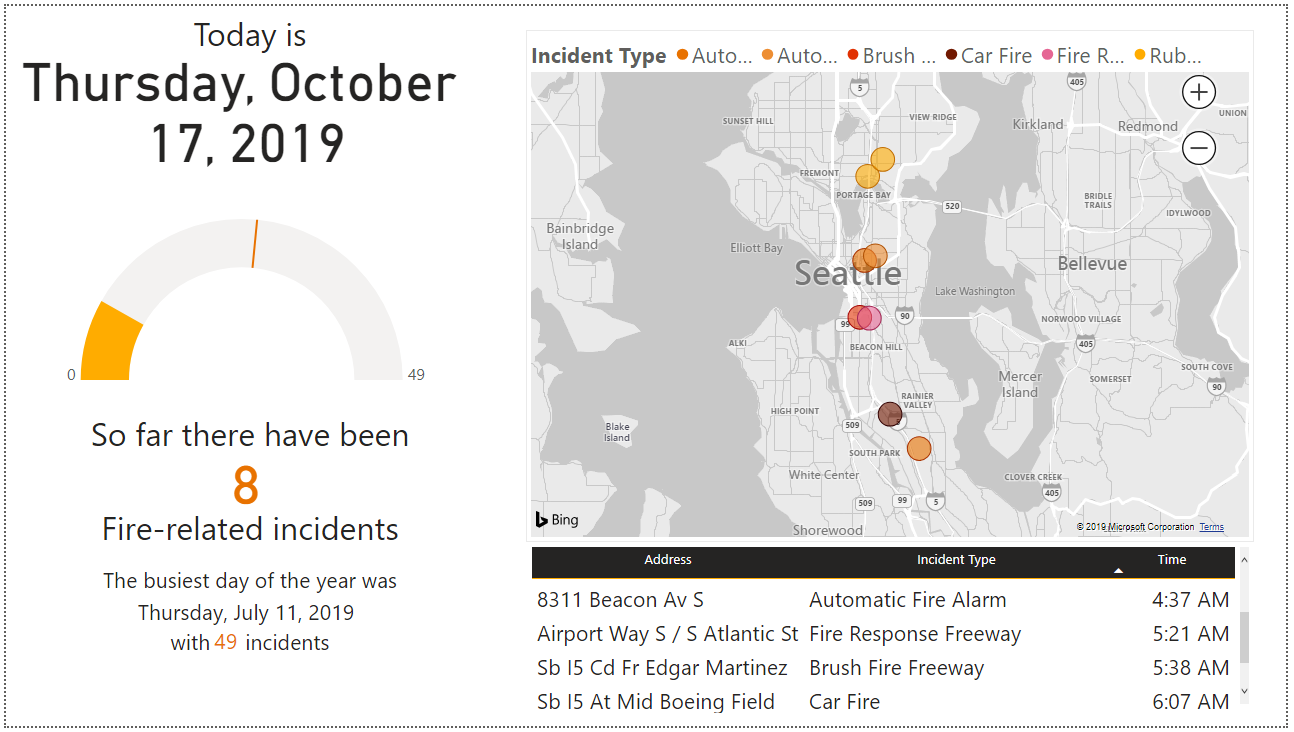 Today is
Thursday, October
17, 2019
0
49
So far there have been
8
Fire-related incidents
The busiest day of the year was
Thursday, July 11, 2019
with 49 incidents
Incident Type Auto... Auto... Brush ... Car Fire Fire R... Rub...
5
405
SUNSET HILL
VIEW RIDGE
UNION
Kirkland
Redmond
FREMONT
PORTAGE BAY
520
BRIDLE
TRAILS
IDYLWOOD
Bainbridge
Island
Elliott Bay
Seattle
Bellevue
Lake Washington
99
90
NORWOOD VILLAGE
ALKI
BEACON HILL
405
SOUTH COVE
Mercer
Island
SOMERSET
90
RAINIER
VALLEY
HIGH POINT
5
509
Blake
Island
SOUTH PARK
White Center
CLOVER CREEK
405
509
99
5
Bing
Shorewood
© 2019 Microsoft Corporation Terms
Address Incident Type Time
8311 Beacon Av S Automatic Fire Alarm 4:37 AM
Airport Way S / S Atlantic St Fire Response Freeway 5:21 AM
Sb I5 Cd Fr Edgar Martinez Brush Fire Freeway 5:38 AM
Sb I5 At Mid Boeing Field Car Fire 6:07 AM